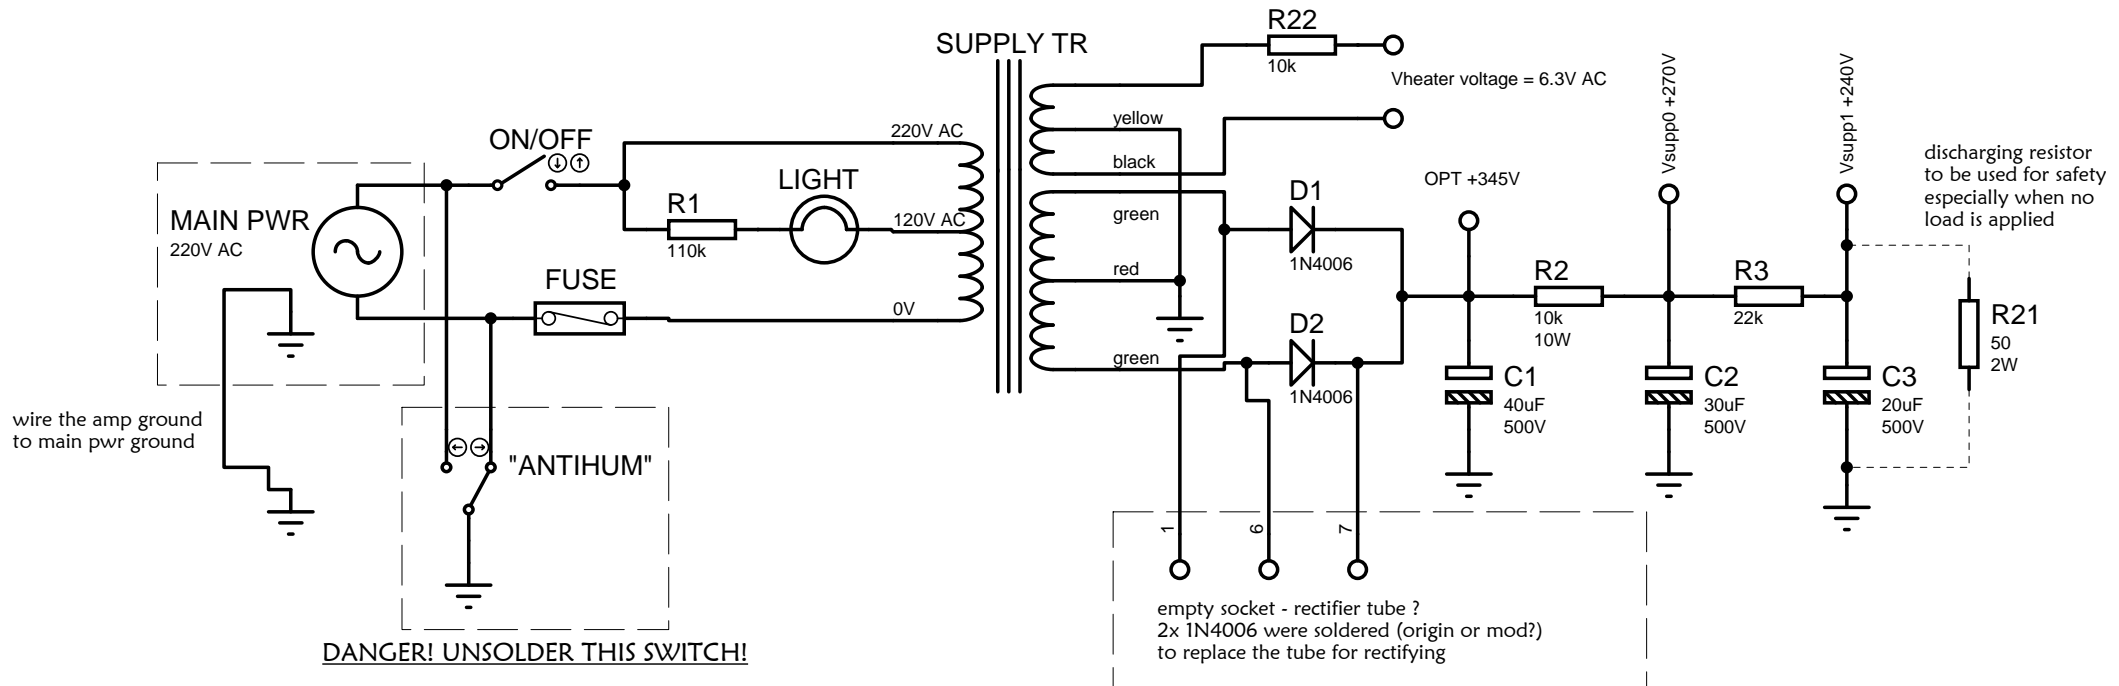 R22
10k
SUPPLY TR
Vheater voltage = 6.3V AC
Vsupp0 +270V
Vsupp1 +240V
220V AC
yellow
black
ON/OFF
discharging resistor
to be used for safety
especially when no
load is applied
MAIN PWR
220V AC
LIGHT
R1
110k
120V AC
green
D1
1N4006
OPT +345V
red
FUSE
0V
R2
10k
10W
R3
22k
D2
1N4006
green
R21
50
2W
C1
40uF
500V
C2
30uF
500V
C3
20uF
500V
wire the amp ground
to main pwr ground
"ANTIHUM"
1
6
7
empty socket - rectifier tube ?
2x 1N4006 were soldered (origin or mod?)
to replace the tube for rectifying
DANGER! UNSOLDER THIS SWITCH!